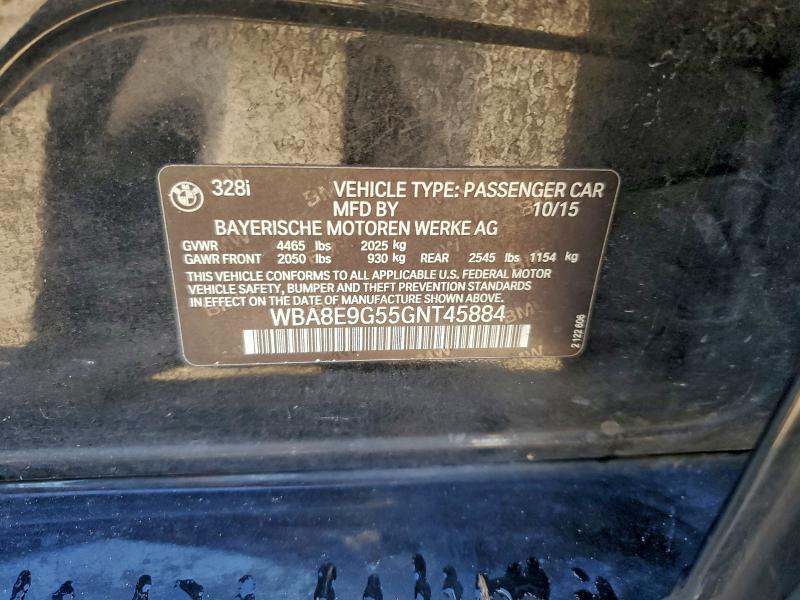 328i VEHICLE TYPE: PASSENGER CAR
MFD BY 10/15
BAYERISCHE MOTOREN WERKE AG
GVWR 4465 lbs 2025 kg
GAWR FRONT 2050 lbs 930 kg REAR 2545 lbs 1154 kg
THIS VEHICLE CONFORMS TO ALL APPLICABLE U.S. FEDERAL MOTOR
VEHICLE SAFETY, BUMPER AND THEFT PREVENTION STANDARDS
IN EFFECT ON THE DATE OF MANUFACTURE SHOWN ABOVE.
WBA8E9G55GNT45884
2 122 606